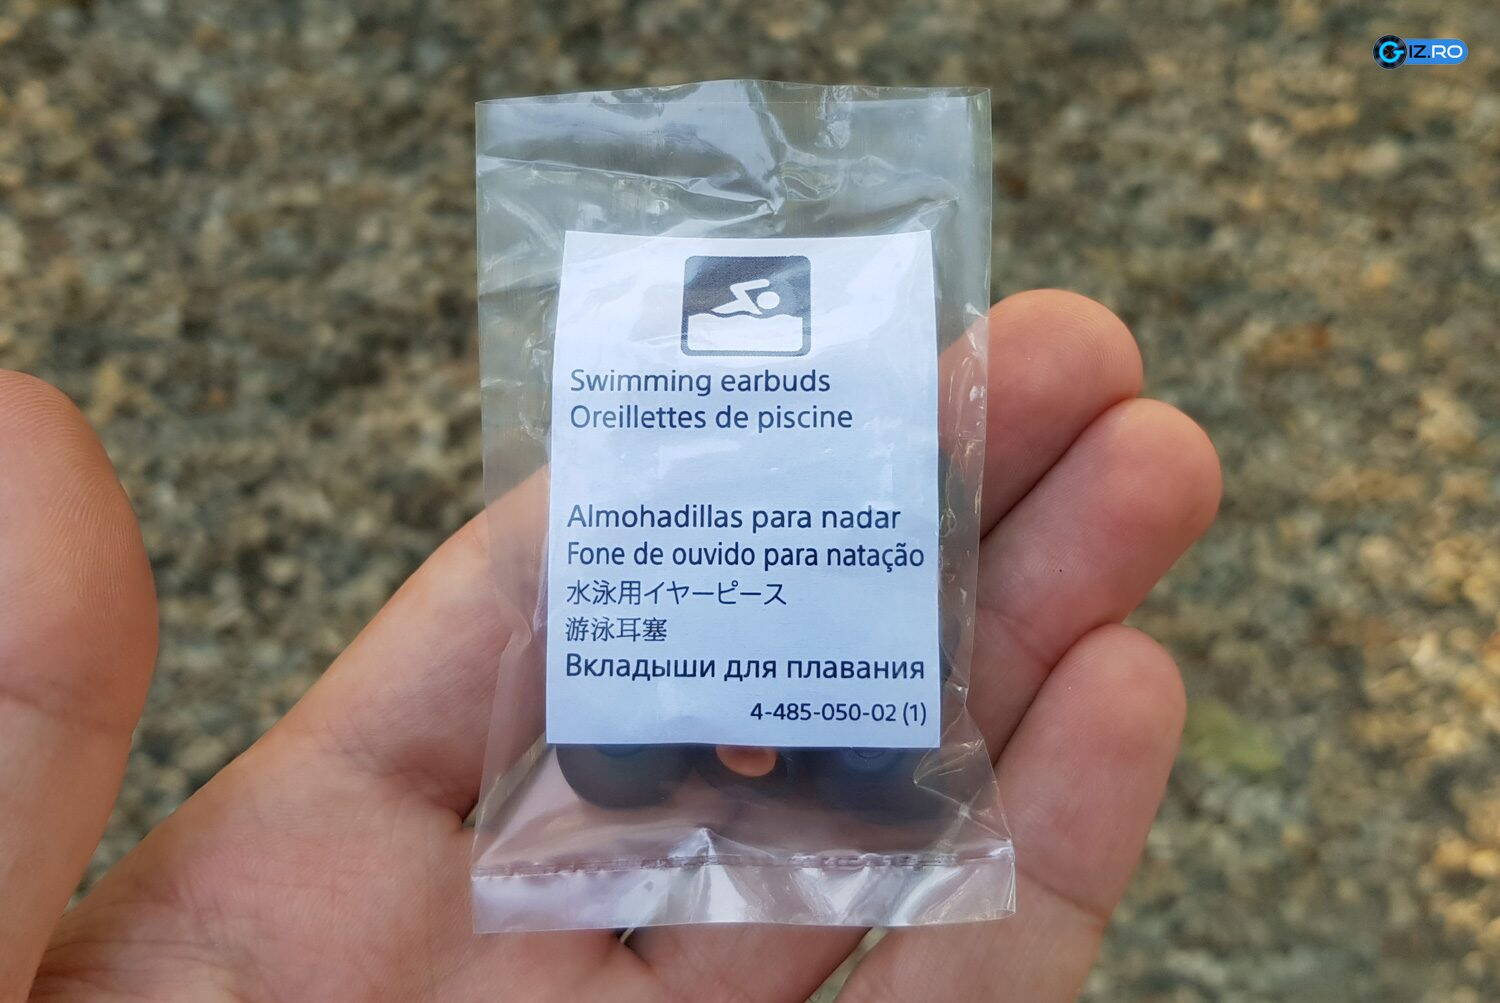 GIZ.RO
Swimming earbuds
Oreillettes de piscine
Almohadillas para nadar
Fone de ouvido para natação
水泳用イヤーピース
游泳耳塞
Вкладыши для плавания
4-485-050-02 (1)